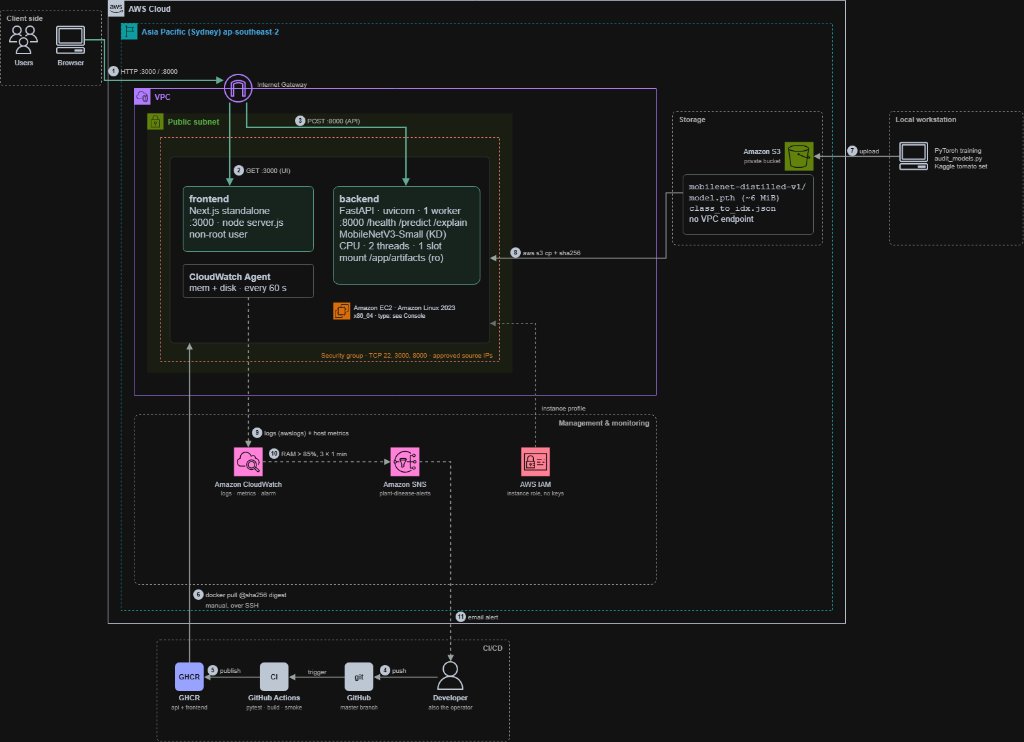 Client side
Users
Browser
aws
AWS Cloud
Asia Pacific (Sydney) ap-southeast-2
1 HTTP :3000 / :8000
Internet Gateway
VPC
Public subnet
3 POST :8000 (API)
2 GET :3000 (UI)
frontend
Next.js standalone
:3000 · node server.js
non-root user
backend
FastAPI · uvicorn · 1 worker
:8000 /health /predict /explain
MobileNetV3-Small (KD)
CPU · 2 threads · 1 slot
mount /app/artifacts (ro)
CloudWatch Agent
mem + disk · every 60 s
Amazon EC2 · Amazon Linux 2023
x86_64 · type: see Console
Security group · TCP 22, 3000, 8000 · approved source IPs
Storage
Amazon S3
private bucket
mobilenet-distilled-v1/
model.pth (~6 MiB)
class_to_idx.json
no VPC endpoint
7 upload
Local workstation
PyTorch training
audit_models.py
Kaggle tomato set
8 aws s3 cp + sha256
instance profile
Management & monitoring
9 logs (awslogs) + host metrics
10 RAM > 85%, 3 × 1 min
Amazon CloudWatch
logs · metrics · alarm
Amazon SNS
plant-disease-alerts
AWS IAM
instance role, no keys
6 docker pull @sha256 digest
manual, over SSH
11 email alert
CI/CD
GHCR
GHCR
api + frontend
5 publish
CI
GitHub Actions
pytest · build · smoke
trigger
git
GitHub
master branch
4 push
Developer
also the operator